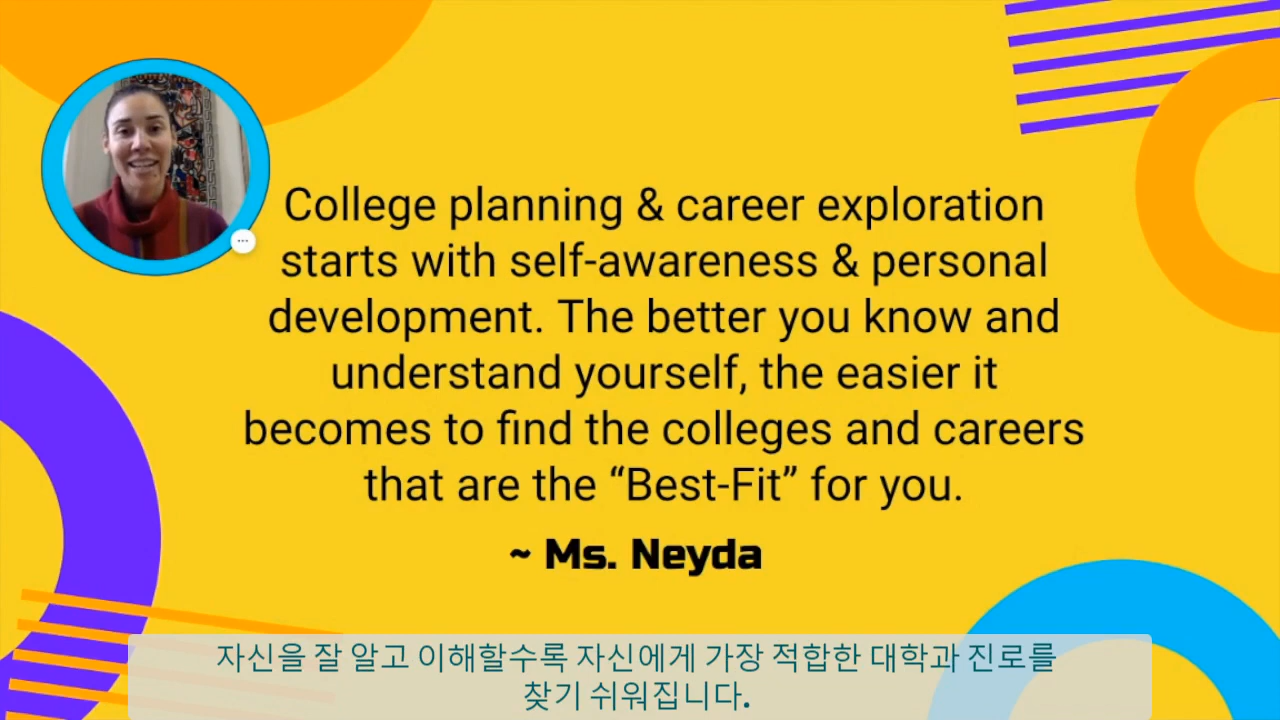 College planning & career exploration
starts with self-awareness & personal
development. The better you know and
understand yourself, the easier it
becomes to find the colleges and careers
that are the “Best-Fit” for you.
~ Ms. Neyda
자신을 잘 알고 이해할수록 자신에게 가장 적합한 대학과 진로를
찾기 쉬워집니다.